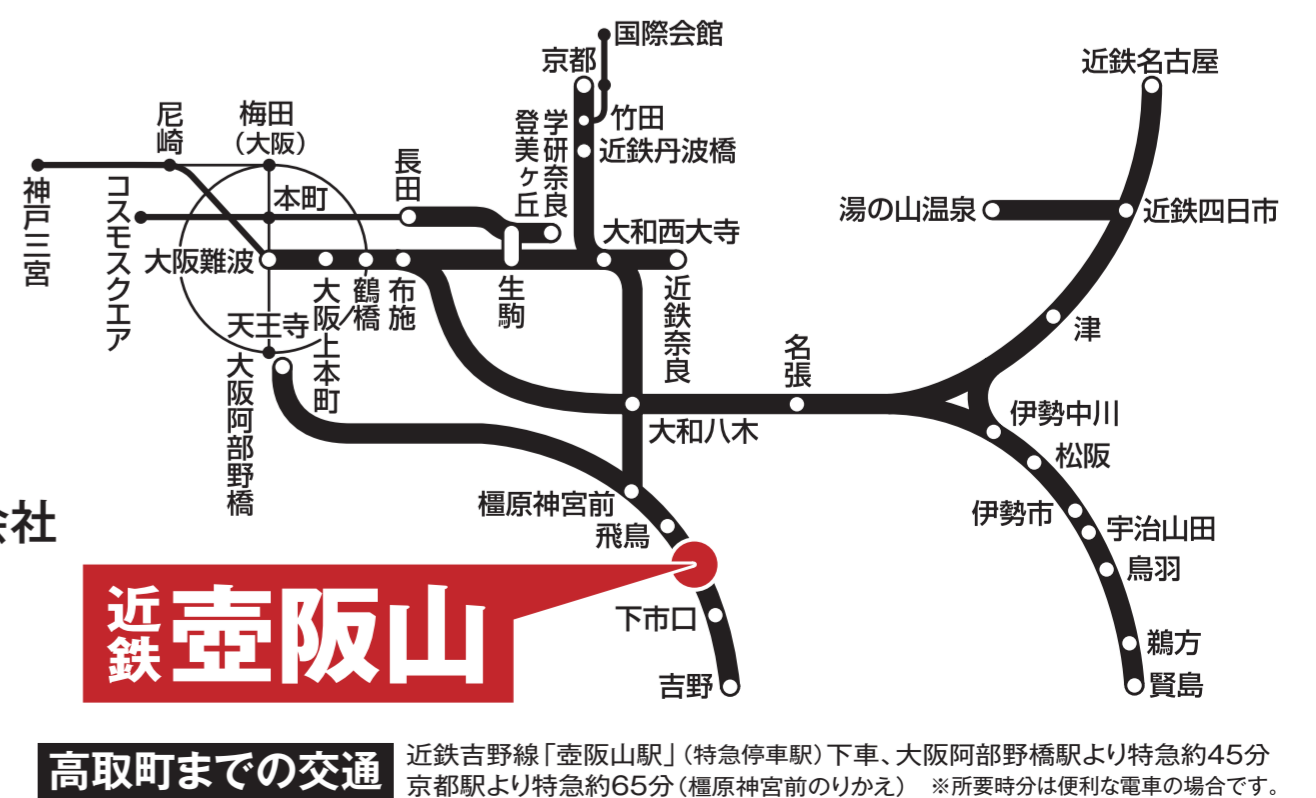 国際会館
京都
近鉄名古屋
尼崎
梅田
（大阪）
竹田
学研奈良
登美ヶ丘
近鉄丹波橋
長田
神戸三宮
コスモスクエア
本町
湯の山温泉
近鉄四日市
大和西大寺
大阪難波
大阪上本町
鶴橋
布施
生駒
近鉄奈良
天王寺
津
名張
大阪阿部野橋
大和八木
伊勢中川
松阪
橿原神宮前
伊勢市
宇治山田
飛鳥
鳥羽
会社
近鉄 壺阪山
下市口
鵜方
吉野
賢島
高取町までの交通
近鉄吉野線「壺阪山駅」（特急停車駅）下車、大阪阿部野橋駅より特急約45分
京都駅より特急約65分（橿原神宮前のりかえ） ※所要時分は便利な電車の場合です。